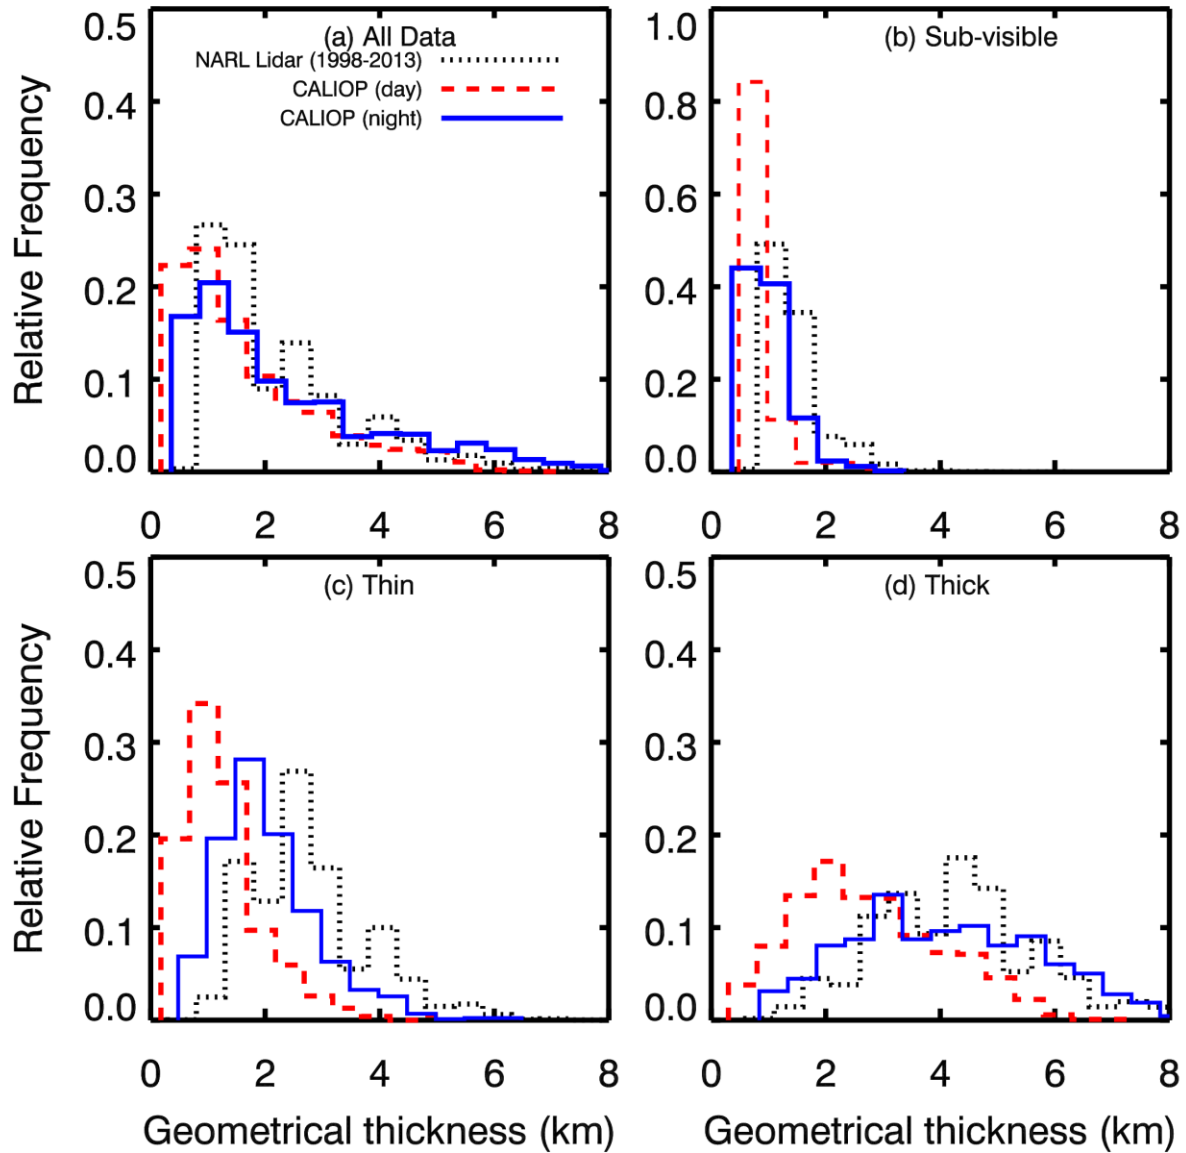 0.5
0.4
0.3
0.2
0.1
0.0
Relative Frequency
(a) All Data
NARL Lidar (1998-2013)
CALIOP (day)
CALIOP (night)
0 2 4 6 8
1.0
0.8
0.6
0.4
0.2
0.0
(b) Sub-visible
0 2 4 6 8
0.5
0.4
0.3
0.2
0.1
0.0
Relative Frequency
(c) Thin
0 2 4 6 8
Geometrical thickness (km)
0.5
0.4
0.3
0.2
0.1
0.0
(d) Thick
0 2 4 6 8
Geometrical thickness (km)